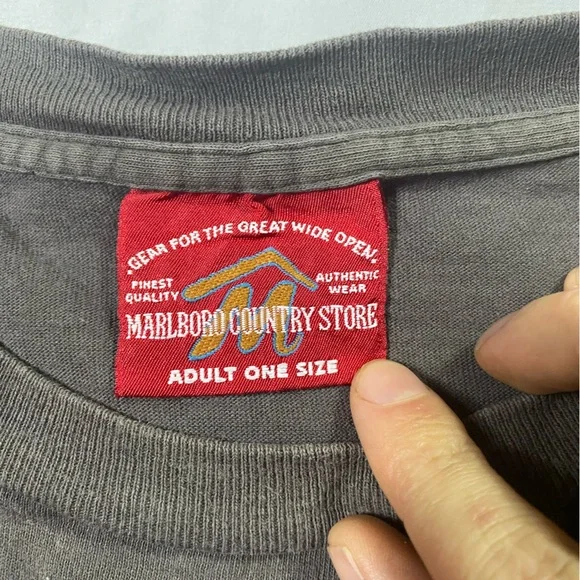 GEAR FOR THE GREAT WIDE OPEN.
FINEST QUALITY
AUTHENTIC WEAR
M
MARLBORO COUNTRY STORE
ADULT ONE SIZE